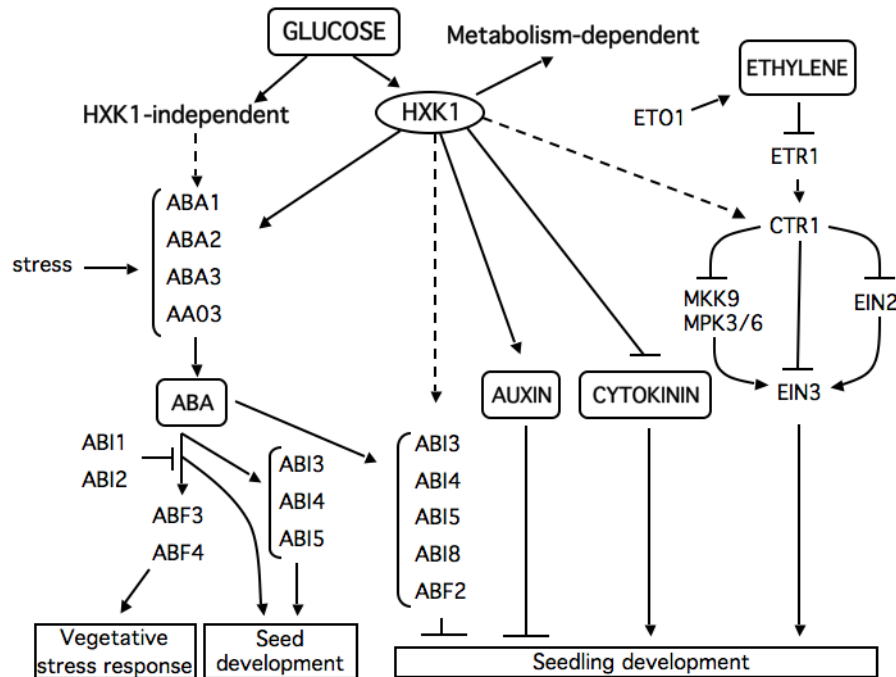 GLUCOSE
Metabolism-dependent
ETHYLENE
HXK1-independent
HXK1
ETO1
ETR1
ABA1
ABA2
ABA3
AAO3
stress
CTR1
MKK9
MPK3/6
EIN2
EIN3
ABA
AUXIN
CYTOKININ
ABI1
ABI2
ABI3
ABI4
ABI5
ABI3
ABI4
ABI5
ABI8
ABF2
ABF3
ABF4
Vegetative
stress response
Seed
development
Seedling development